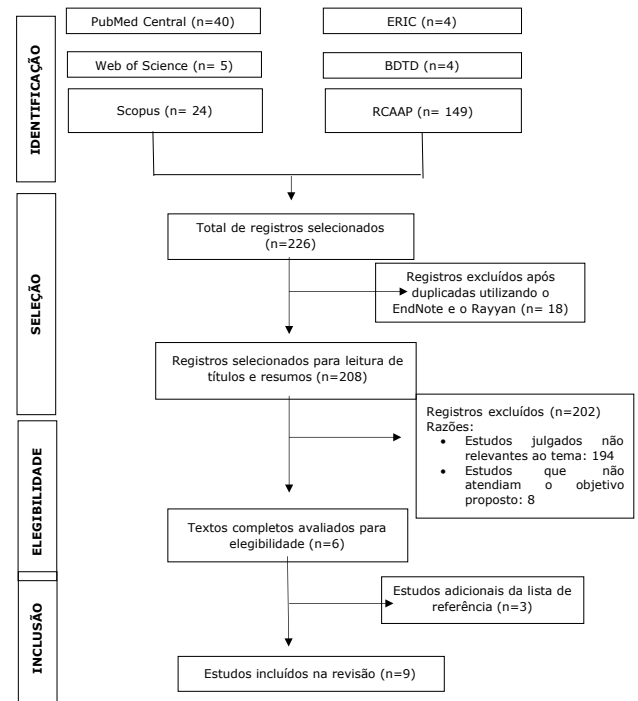 IDENTIFICAÇÃO
PubMed Central (n=40)
ERIC (n=4)
Web of Science (n= 5)
BDTD (n=4)
Scopus (n= 24)
RCAAP (n= 149)
SELEÇÃO
Total de registros selecionados
(n=226)
Registros excluídos após
duplicadas utilizando o
EndNote e o Rayyan (n= 18)
Registros selecionados para leitura de
títulos e resumos (n=208)
Registros excluídos (n=202)
Razões:
• Estudos julgados não
relevantes ao tema: 194
• Estudos que não
atendiam o objetivo
proposto: 8
ELEGIBILIDADE
Textos completos avaliados para
elegibilidade (n=6)
Estudos adicionais da lista de
referência (n=3)
INCLUSÃO
Estudos incluídos na revisão (n=9)